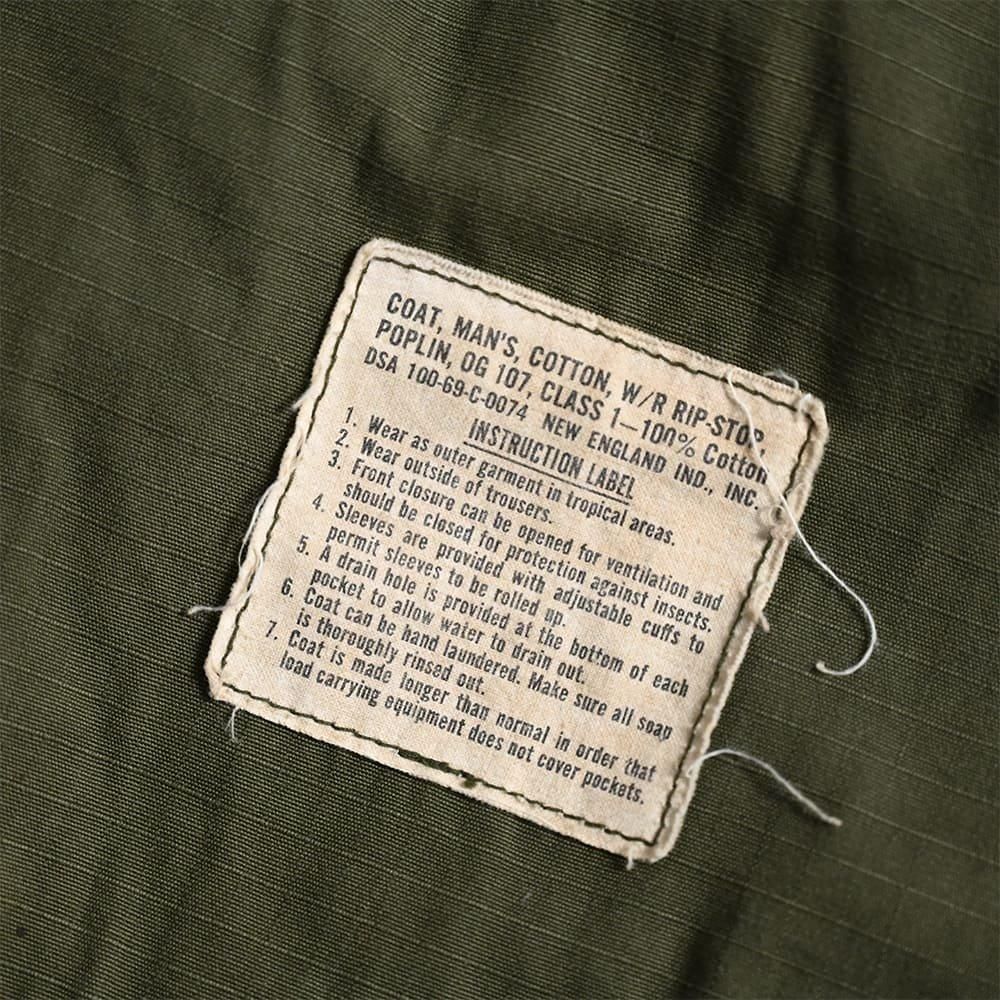 COAT, MAN'S, COTTON, W/R RIP-STOP
POPLIN, OG 107, CLASS 1—100% Cotton
DSA 100-69-C-0074 NEW ENGLAND IND., INC.
INSTRUCTION LABEL
1. Wear as outer garment in tropical areas.
2. Wear outside of trousers.
3. Front closure can be opened for ventilation and
should be closed for protection against insects.
4. Sleeves are provided with adjustable cuffs to
permit sleeves to be rolled up.
5. A drain hole is provided at the bottom of each
pocket to allow water to drain out.
6. Coat can be hand laundered. Make sure all soap
is thoroughly rinsed out.
7. Coat is made longer than normal in order that
load carrying equipment does not cover pockets.